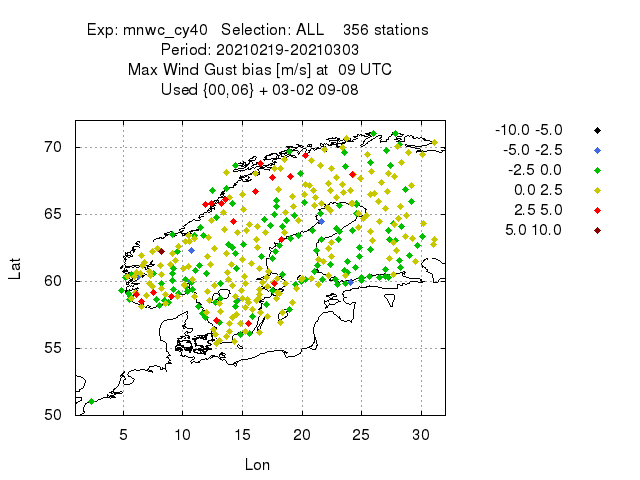 Exp: mnwc_cy40   Selection: ALL    356 stations
Period: 20210219-20210303
Max Wind Gust bias [m/s] at  09 UTC
Used {00,06} + 03-02 09-08
-10.0 -5.0
-5.0 -2.5
-2.5 0.0
0.0 2.5
2.5 5.0
5.0 10.0
70
65
60
55
50
Lat
5 10 15 20 25 30
Lon